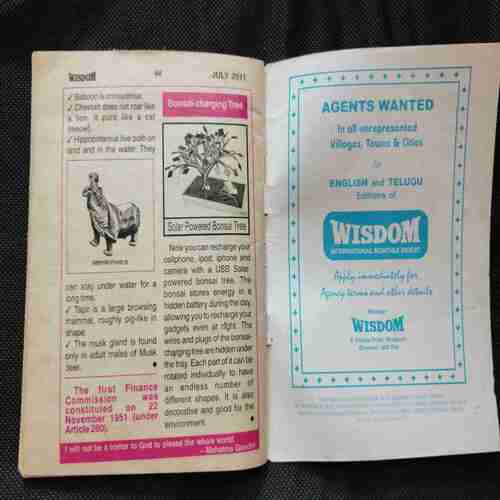 WISDOM 44 JULY 2011
✓ Baboon is omnivorous.
✓ Cheetah does not roar like
a lion. It purrs like a cat
(meow).
✓ Hippopotamus live both on
land and in the water. They
can stay under water for a
long time.
✓ Tapir is a large browsing
mammal, roughly pig-like in
shape.
✓ The musk gland is found
only in adult males of Musk
deer.
The first Finance
Commission was
constituted on 22
November 1951 (under
Article 280).
Bonsai-charging Tree
Solar Powered Bonsai Tree
Now you can recharge your
cellphone, ipod, iphone and
camera with a USB Solar
powered bonsai tree. The
bonsai stores energy in a
hidden battery during the day,
allowing you to recharge your
gadgets even at night. The
wires and plugs of the bonsai-
charging tree are hidden under
the tray. Each part of it can be
rotated individually to have
an endless number of
different shapes. It is also
decorative and good for the
environment.
I will not be a traitor to God to please the whole world.
– Mahatma Gandhi
AGENTS WANTED
In all unrepresented
Villages, Towns & Cities
for
ENGLISH and TELUGU
Editions of
WISDOM
INTERNATIONAL MONTHLY DIGEST
Apply immediately for
Agency terms and other details
Manager
WISDOM